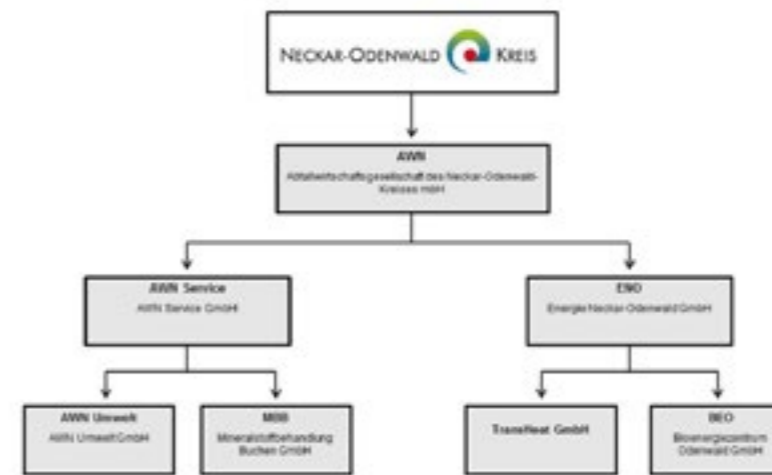 NECKAR-ODENWALD KREIS
AWN
Abfallwirtschaftsgesellschaft des Neckar-Odenwald-
Kreises mbH
AWN Service
AWN Service GmbH
ENO
Energie Neckar-Odenwald GmbH
AWN Umwelt
AWN Umwelt GmbH
MBB
Mineralstoffbehandlung
Buchen GmbH
TransHeat GmbH
BEO
Bioenergiezentrum
Odenwald GmbH